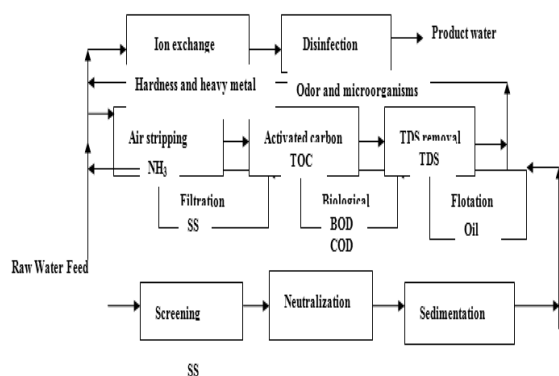 Ion exchange
Disinfection
Product water
Hardness and heavy metal
Odor and microorganisms
Air stripping
Activated carbon
TDS removal
NH₃
TOC
TDS
Filtration
Biological
Flotation
SS
BOD
COD
Oil
Raw Water Feed
Screening
Neutralization
Sedimentation
SS